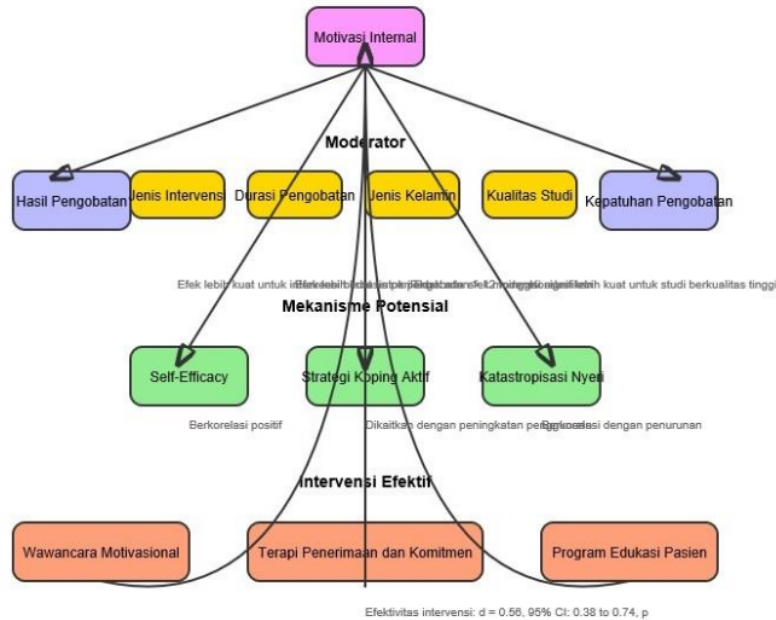 Motivasi Internal
Moderator
Hasil Pengobatan
Jenis Intervensi
Durasi Pengobatan
Jenis Kelamin
Kualitas Studi
Kepatuhan Pengobatan
Efek lebih kuat untuk
lebih kuat untuk studi berkualitas tinggi
Mekanisme Potensial
Self-Efficacy
Strategi Koping Aktif
Katastropisasi Nyeri
Berkorelasi positif
Dikaitkan dengan peningkatan
Berkorelasi dengan penurunan
Intervensi Efektif
Wawancara Motivasional
Terapi Penerimaan dan Komitmen
Program Edukasi Pasien
Efektivitas intervensi: d = 0.56, 95% CI: 0.38 to 0.74, p